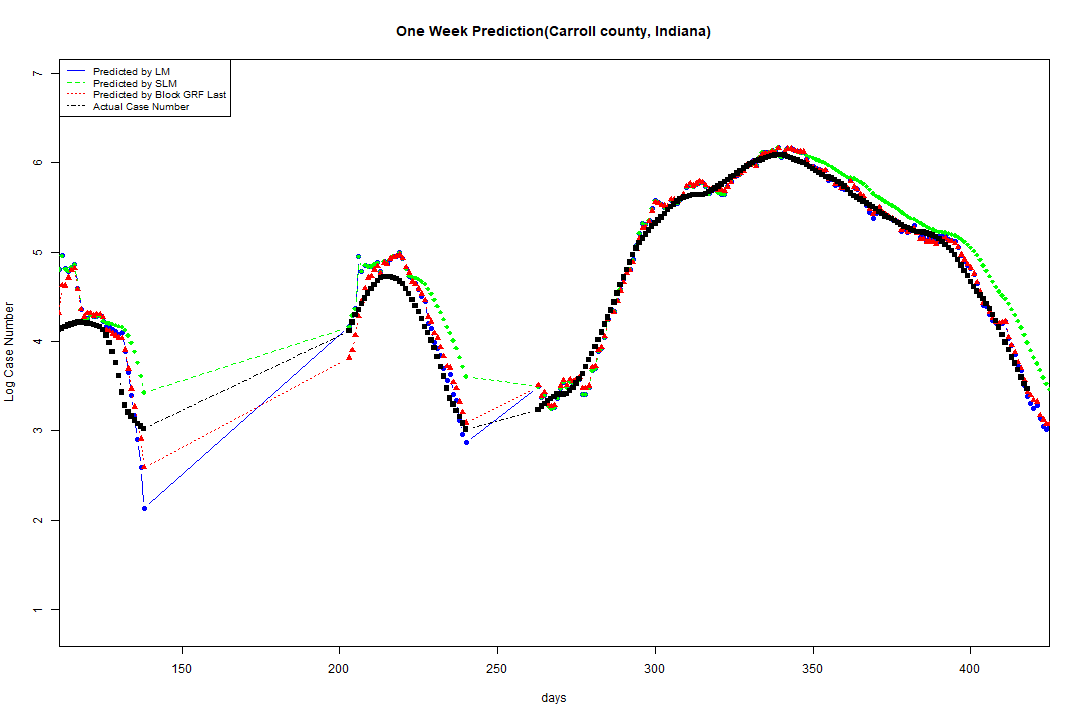 One Week Prediction(Carroll county, Indiana)
Predicted by LM
Predicted by SLM
Predicted by Block GRF Last
Actual Case Number
Log Case Number
7
6
5
4
3
2
1
150 200 250 300 350 400
days